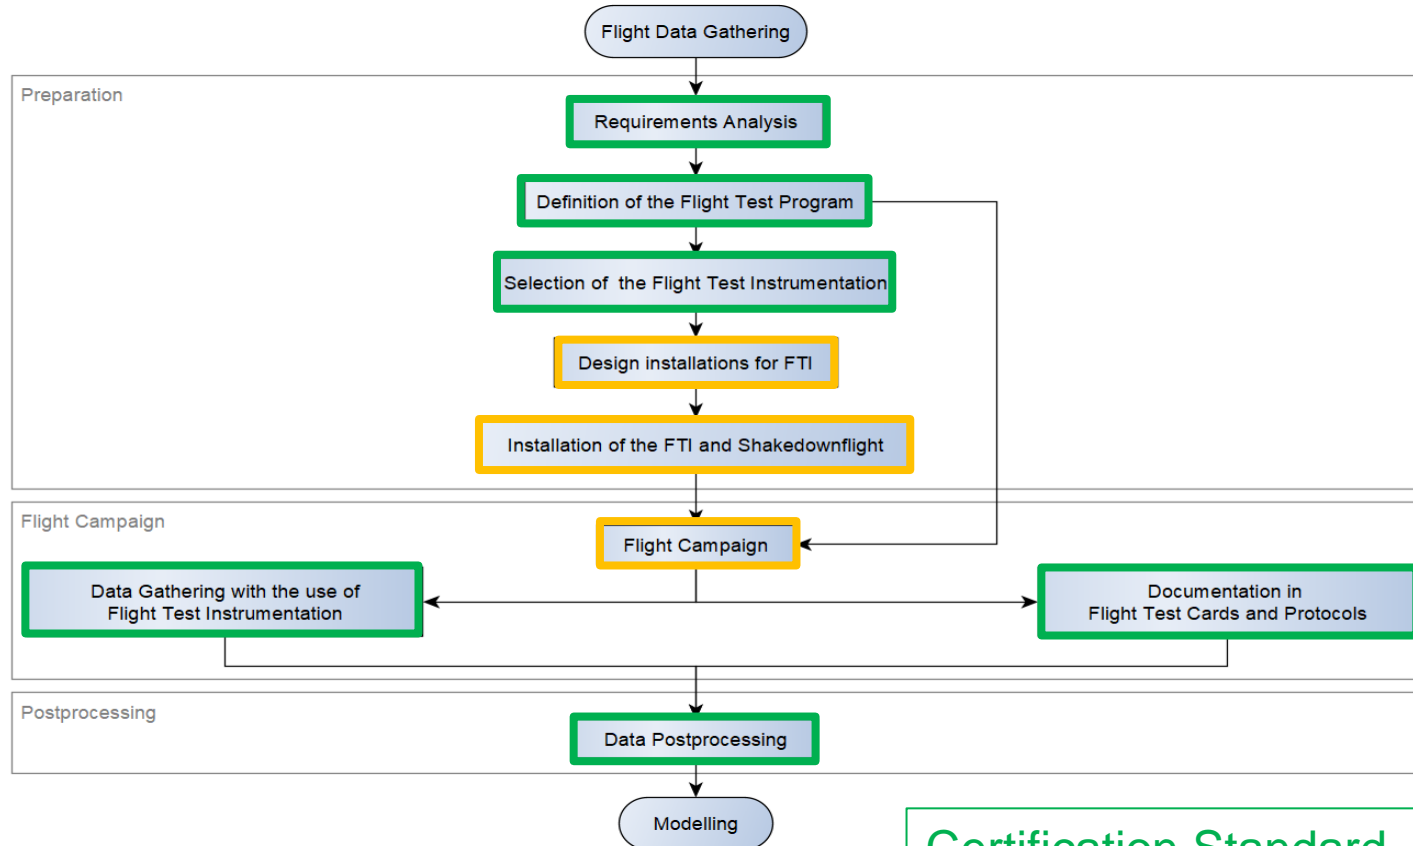 Flight Data Gathering
Preparation
Requirements Analysis
Definition of the Flight Test Program
Selection of the Flight Test Instrumentation
Design installations for FTI
Installation of the FTI and Shakedownflight
Flight Campaign
Flight Campaign
Data Gathering with the use of
Flight Test Instrumentation
Documentation in
Flight Test Cards and Protocols
Postprocessing
Data Postprocessing
Modelling
Certification Standard